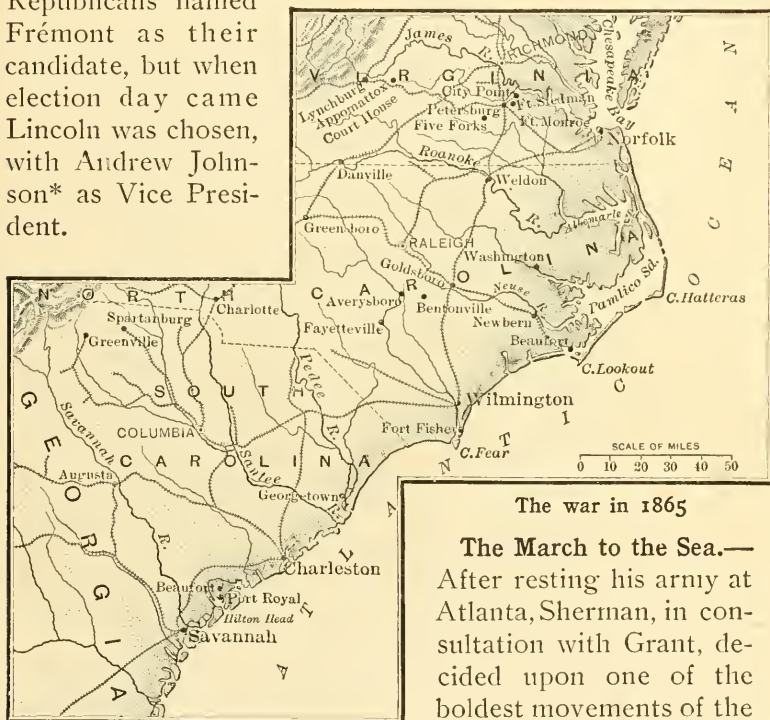 Republicans named
Frémont as their
candidate, but when
election day came
Lincoln was chosen,
with Andrew John-
son* as Vice Presi-
dent.
James R.
RICHMOND
Chesapeake Bay
VIRGINIA
Lynchburg
Appomattox
Court House
City Point
Ft. Stedman
Petersburg
Ft. Monroe
Five Forks
Norfolk
Roanoke R.
Danville
Weldon
Albemarle
Greensboro
RALEIGH
Washington
Goldsboro
Neuse R.
Pamlico Sd.
C. Hatteras
NORTH CAROLINA
Charlotte
Averysboro
Bentonville
Spartanburg
Greenville
Fayetteville
Newbern
Beaufort
C. Lookout
Pedee R.
SOUTH CAROLINA
Wilmington
Savannah R.
COLUMBIA
Fort Fisher
C. Fear
SCALE OF MILES
0 10 20 30 40 50
Santee R.
Augusta
Georgetown
GEORGIA
Charleston
Beaufort
Port Royal
Hilton Head
Savannah
ATLANTIC OCEAN
The war in 1865
The March to the Sea.—
After resting his army at
Atlanta, Sherman, in con-
sultation with Grant, de-
cided upon one of the
boldest movements of the